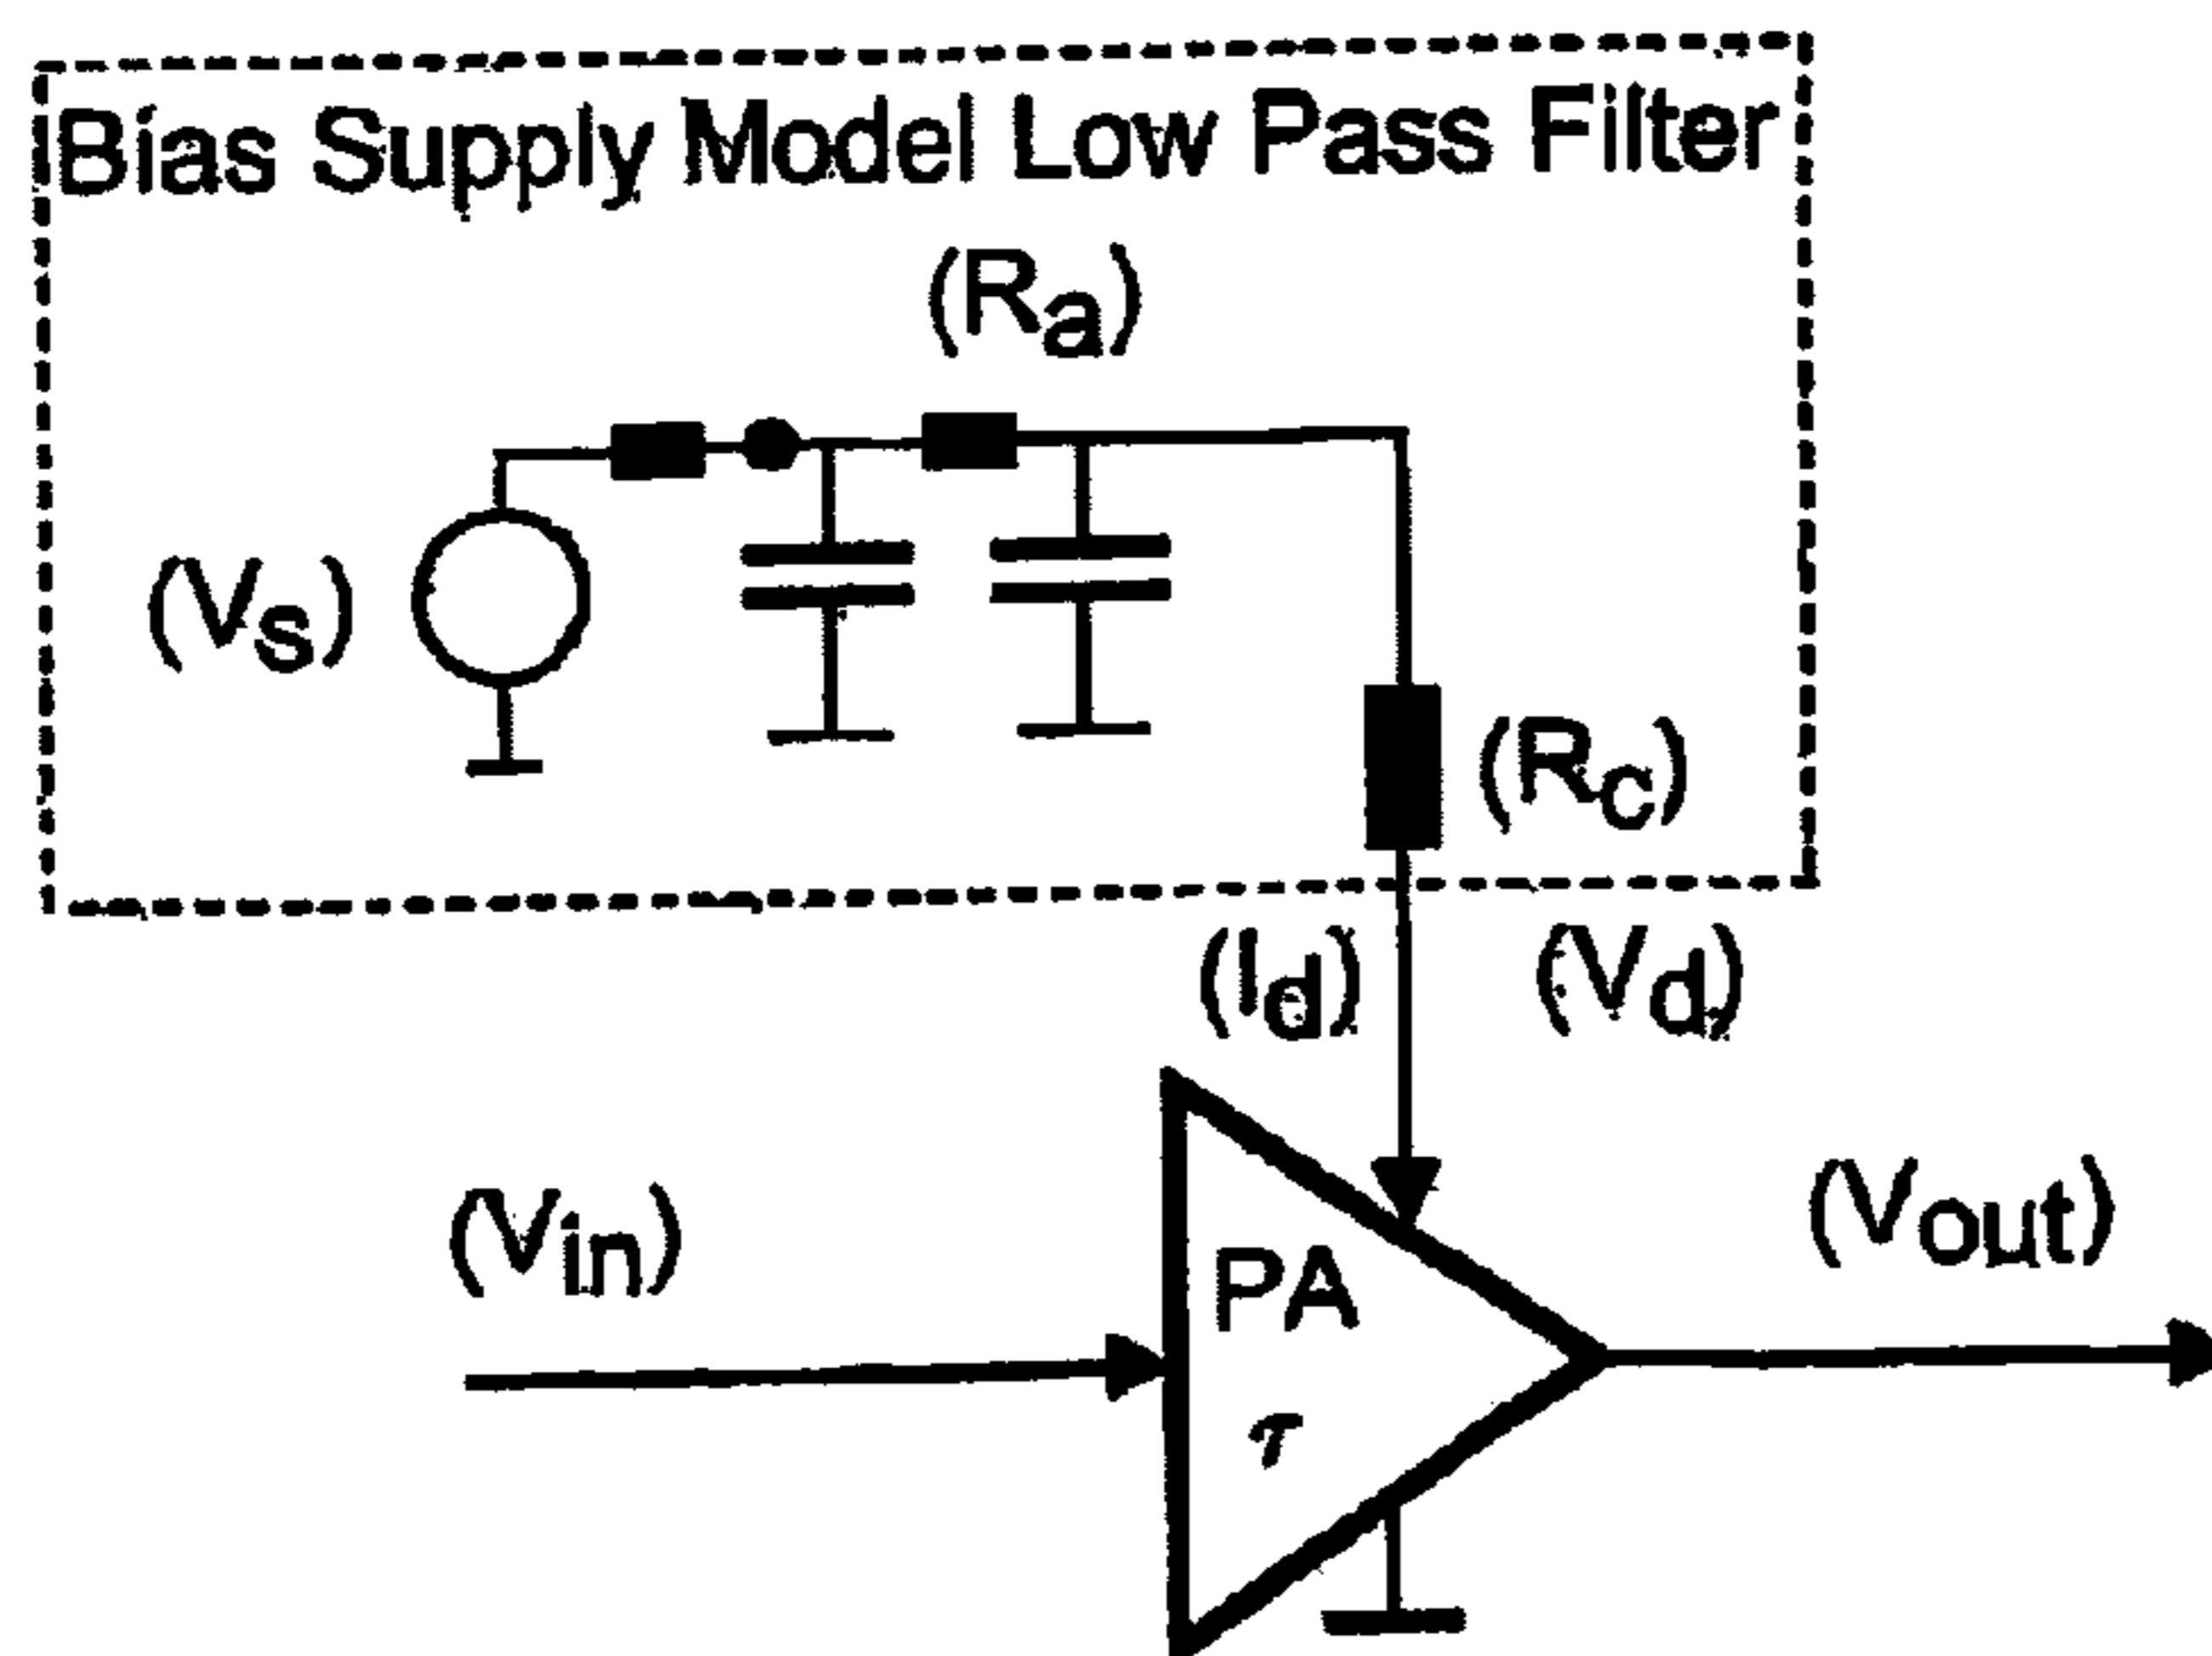 Bias Supply Model Low Pass Filter
(Ra)
(Vs)
(Rc)
(Id)
(Vd)
(Vin)
(Vout)
PA
τ